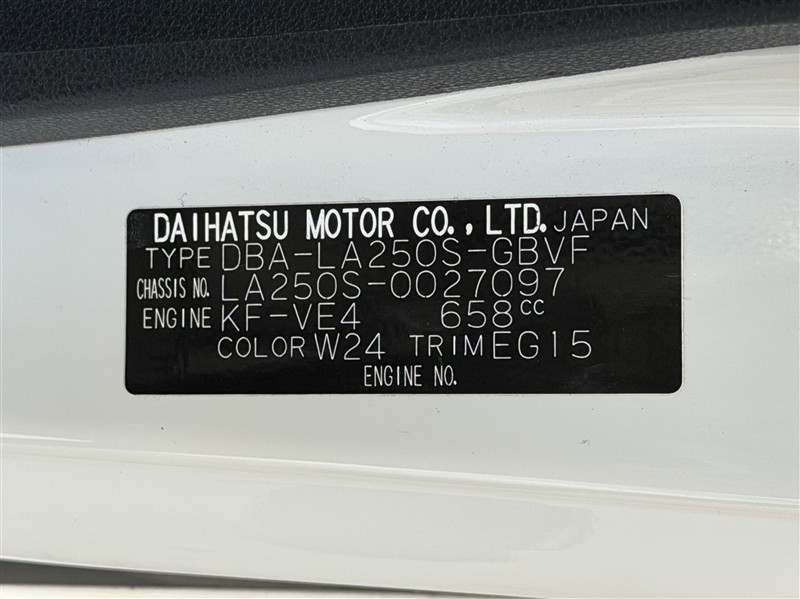 DAIHATSU MOTOR CO., LTD. JAPAN
TYPE DBA-LA250S-GBVF
CHASSIS NO. LA250S-0027097
ENGINE KF-VE4 658cc
COLOR W24 TRIM EG15
ENGINE NO.